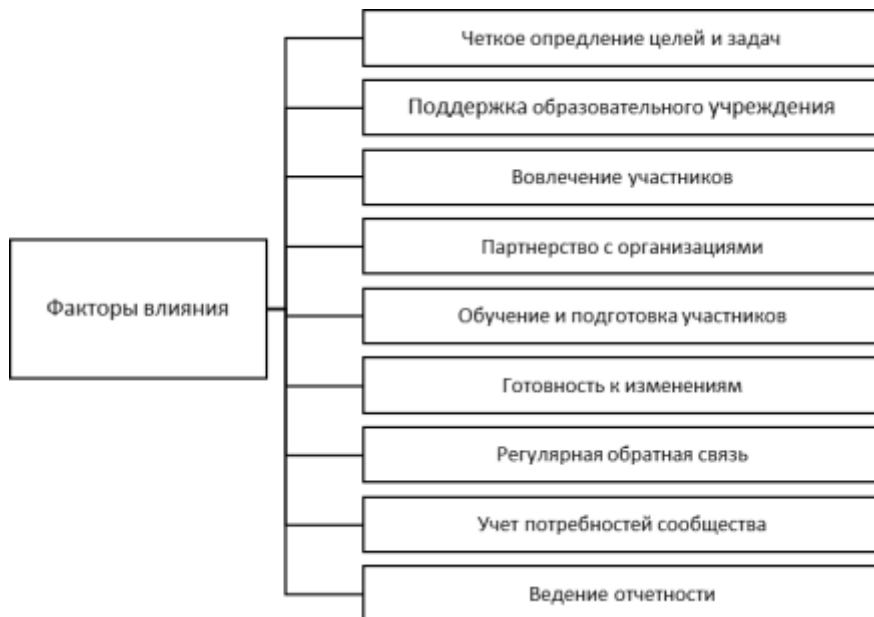 Четкое опредление целей и задач
Поддержка образовательного учреждения
Вовлечение участников
Партнерство с организациями
Факторы влияния
Обучение и подготовка участников
Готовность к изменениям
Регулярная обратная связь
Учет потребностей сообщества
Ведение отчетности